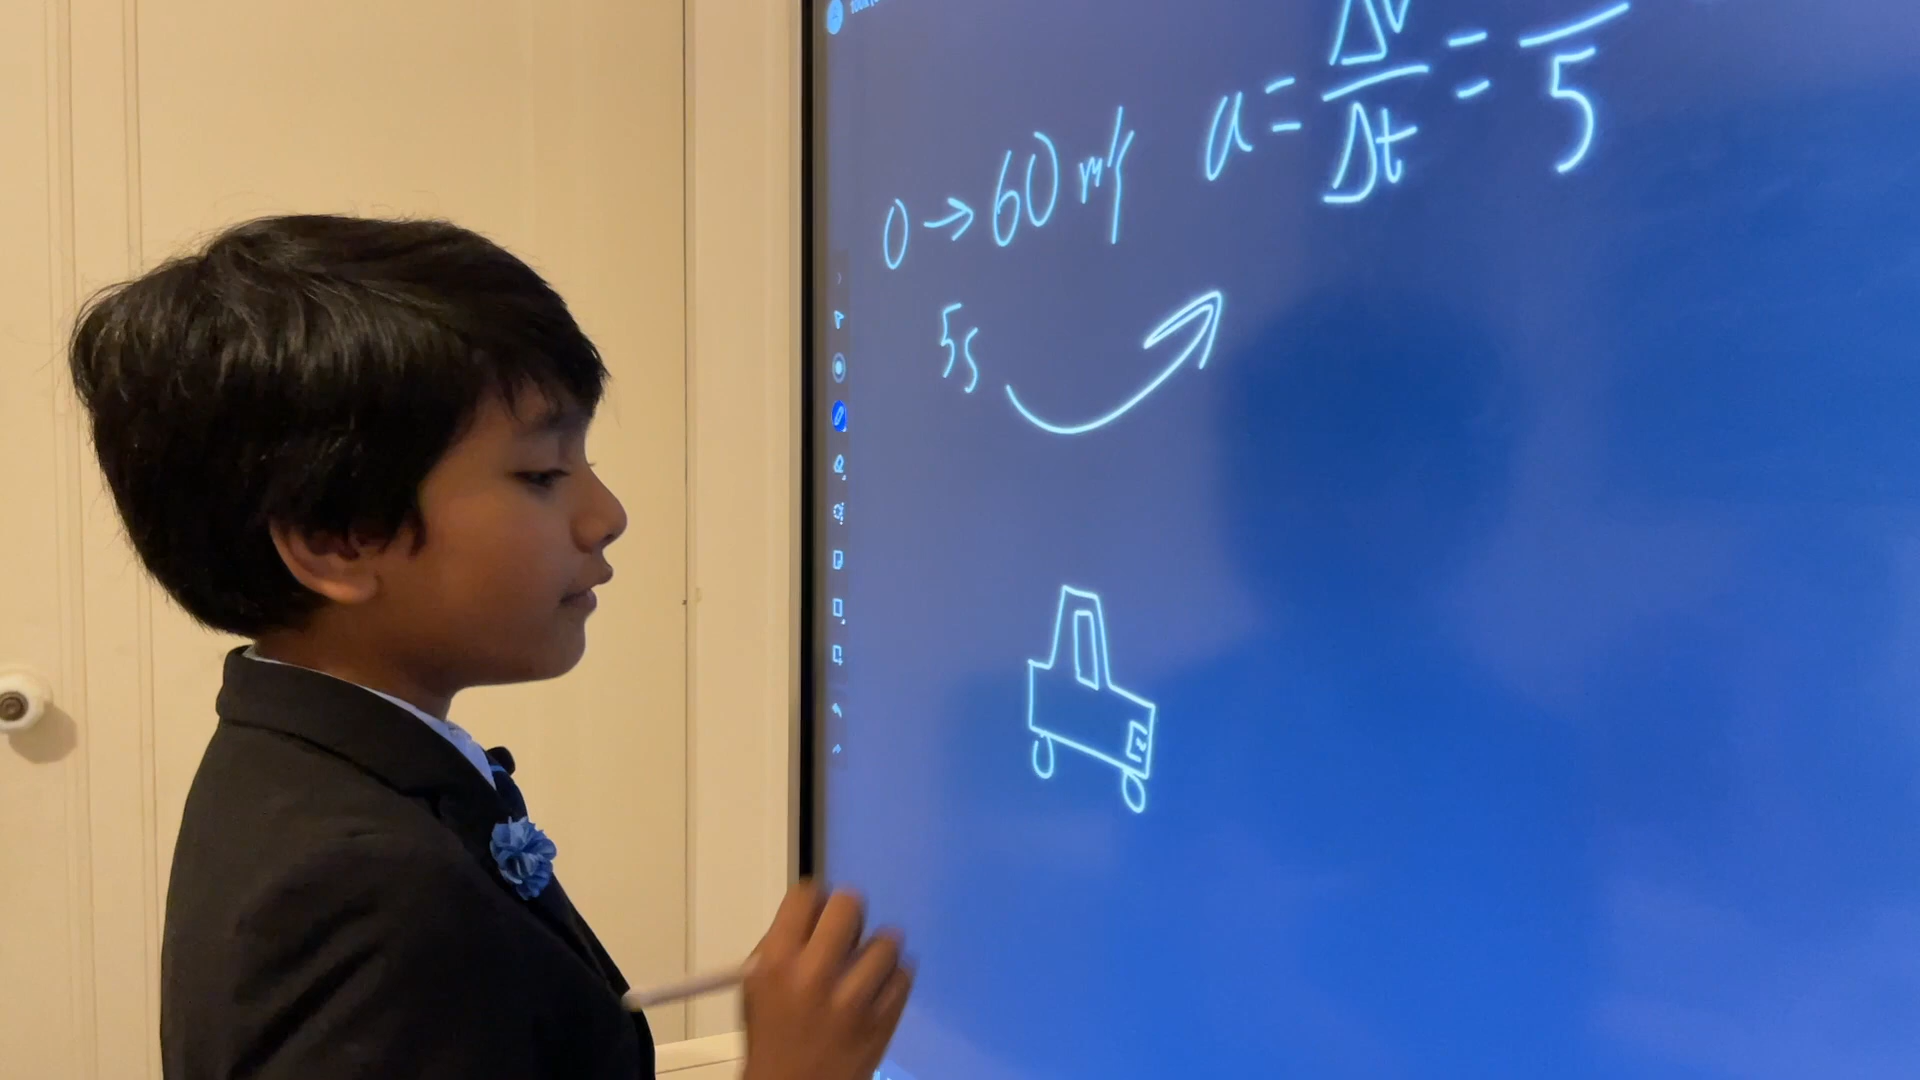 a = Δv/Δt = /5
0 → 60 m/s
5s